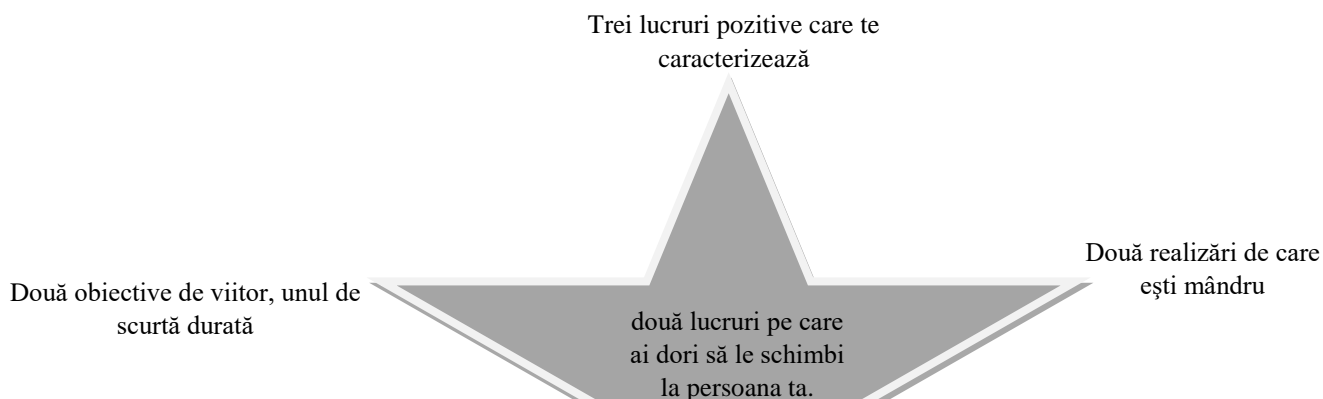 Trei lucruri pozitive care te
caracterizează
Două realizări de care
eşti mândru
Două obiective de viitor, unul de
scurtă durată
două lucruri pe care
ai dori să le schimbi
la persoana ta.